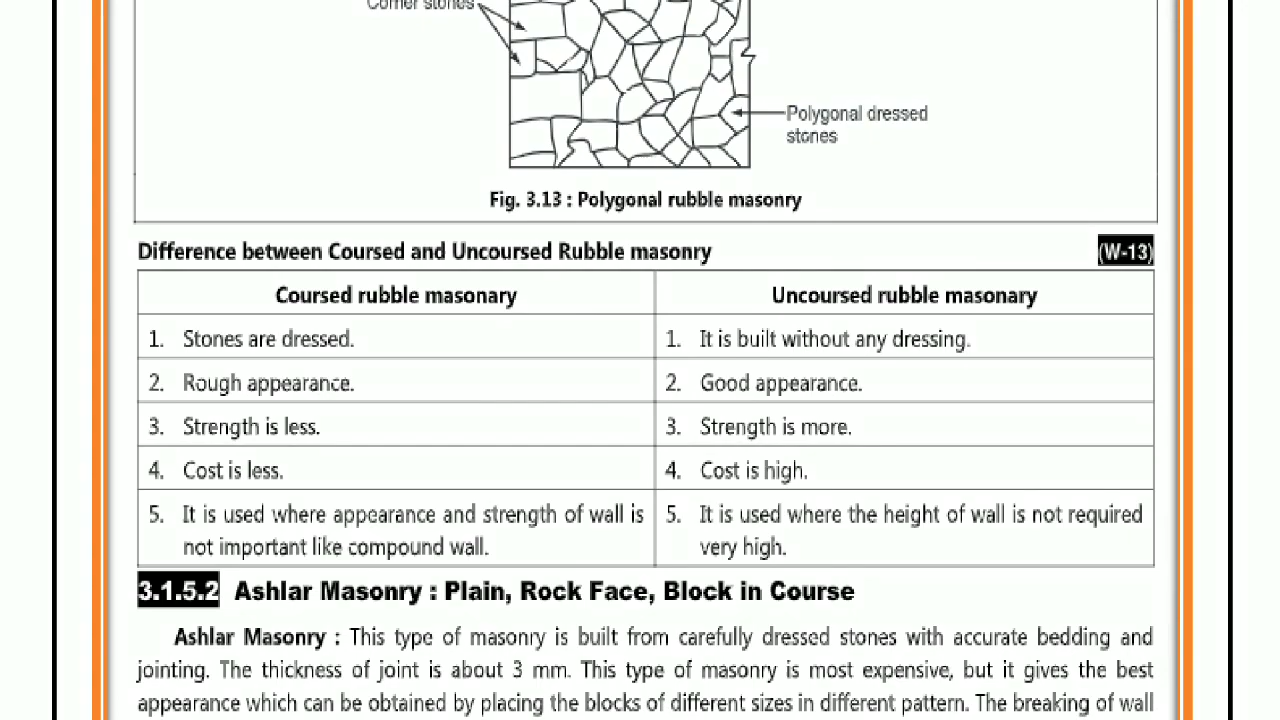 Corner stones
Polygonal dressed
stones
Fig. 3.13 : Polygonal rubble masonry
Difference between Coursed and Uncoursed Rubble masonry (W-13)
Coursed rubble masonary Uncoursed rubble masonary
1. Stones are dressed. 1. It is built without any dressing.
2. Rough appearance. 2. Good appearance.
3. Strength is less. 3. Strength is more.
4. Cost is less. 4. Cost is high.
5. It is used where appearance and strength of wall is 5. It is used where the height of wall is not required
not important like compound wall. very high.
3.1.5.2 Ashlar Masonry : Plain, Rock Face, Block in Course
Ashlar Masonry : This type of masonry is built from carefully dressed stones with accurate bedding and
jointing. The thickness of joint is about 3 mm. This type of masonry is most expensive, but it gives the best
appearance which can be obtained by placing the blocks of different sizes in different pattern. The breaking of wall